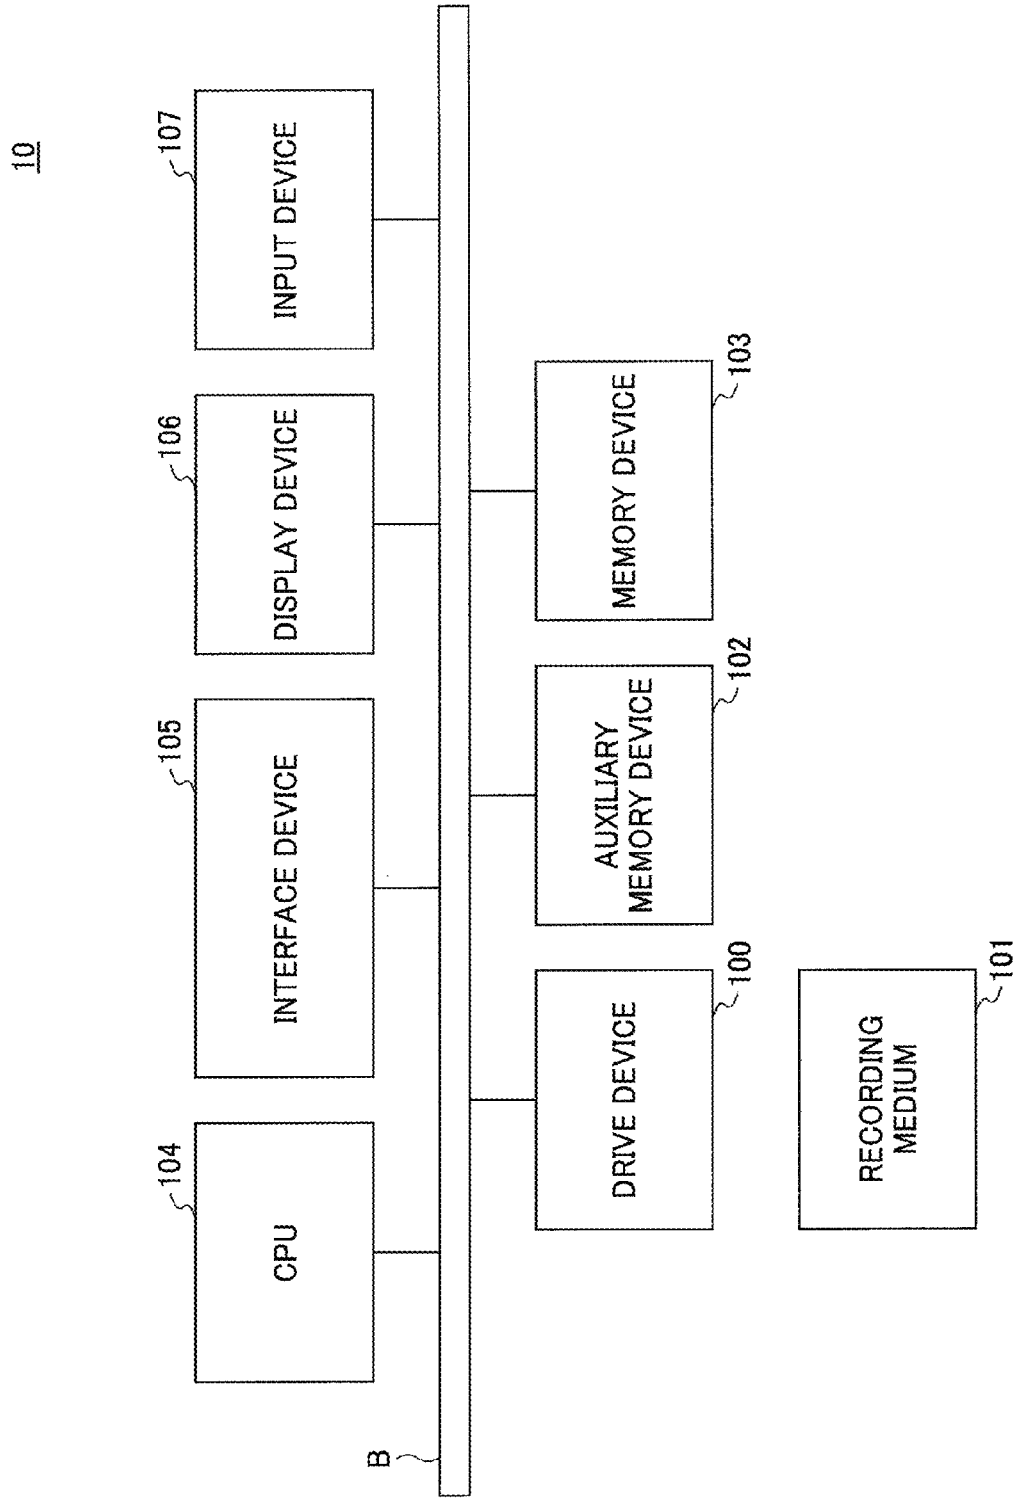 10
104
105
106
107
CPU
INTERFACE DEVICE
DISPLAY DEVICE
INPUT DEVICE
B
DRIVE DEVICE
AUXILIARY
MEMORY DEVICE
MEMORY DEVICE
100
102
103
RECORDING
MEDIUM
101